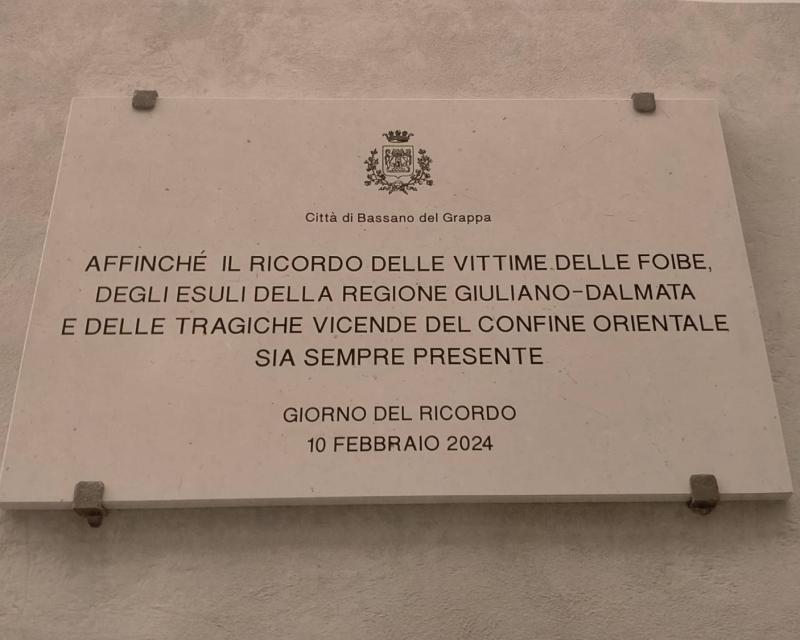 Città di Bassano del Grappa
AFFINCHÉ IL RICORDO DELLE VITTIME DELLE FOIBE,
DEGLI ESULI DELLA REGIONE GIULIANO-DALMATA
E DELLE TRAGICHE VICENDE DEL CONFINE ORIENTALE
SIA SEMPRE PRESENTE
GIORNO DEL RICORDO
10 FEBBRAIO 2024